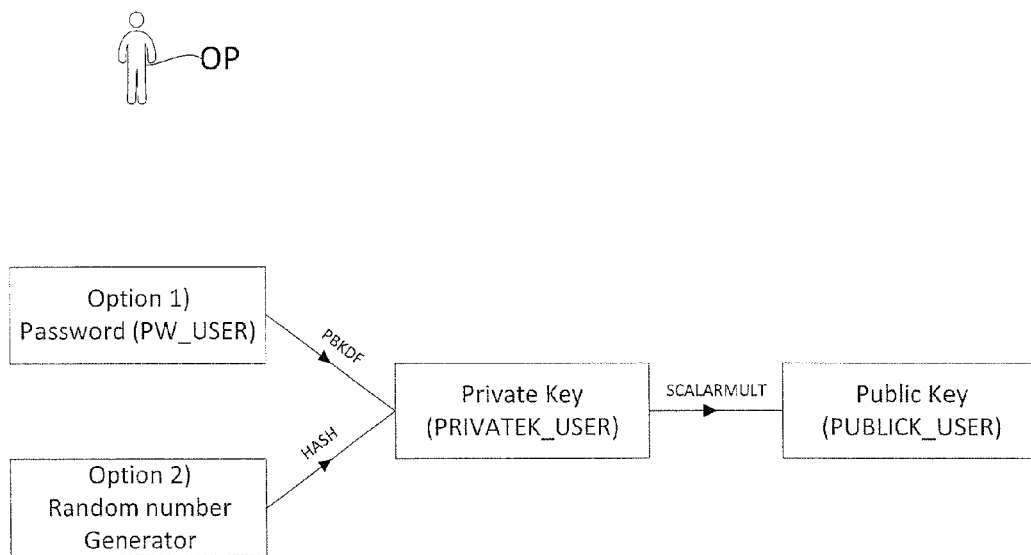 OP
Option 1)
Password (PW_USER)
PBKDF
Private Key
(PRIVATEK_USER)
SCALARMULT
Public Key
(PUBLICK_USER)
HASH
Option 2)
Random number
Generator